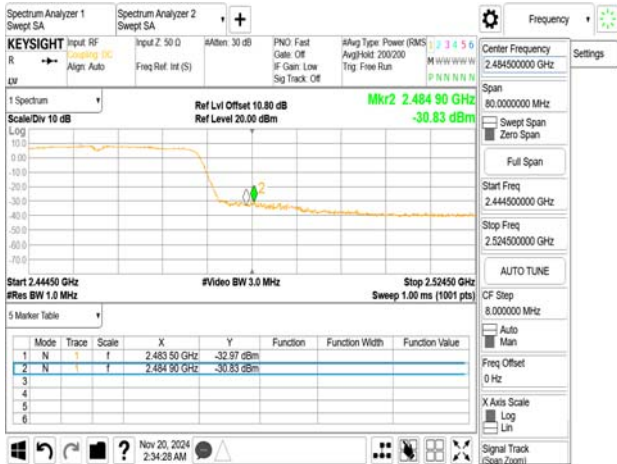 Spectrum Analyzer 1
Swept SA
Spectrum Analyzer 2
Swept SA
+
Frequency
KEYSIGHT
R
LXI
Input: RF
Coupling: DC
Align: Auto
Input Z: 50 Ω
Freq Ref: Int (S)
#Atten: 30 dB
PNO: Fast
Gate: Off
IF Gain: Low
Sig Track: Off
#Avg Type: Power (RMS
Avg|Hold: 200/200
Trig: Free Run
1 2 3 4 5 6
M W W W W W
P N N N N N
Center Frequency
2.484500000 GHz
Settings
Span
80.0000000 MHz
Swept Span
Zero Span
Full Span
Start Freq
2.444500000 GHz
Stop Freq
2.524500000 GHz
AUTO TUNE
CF Step
8.000000 MHz
Auto
Man
Freq Offset
0 Hz
X Axis Scale
Log
Lin
Signal Track
(Span Zoom)
1 Spectrum
Scale/Div 10 dB
Ref Lvl Offset 10.80 dB
Ref Level 20.00 dBm
Mkr2 2.484 90 GHz
-30.83 dBm
Log
10.0
0.00
-10.0
-20.0
-30.0
-40.0
-50.0
-60.0
-70.0
2
Start 2.44450 GHz
#Res BW 1.0 MHz
#Video BW 3.0 MHz
Stop 2.52450 GHz
Sweep 1.00 ms (1001 pts)
5 Marker Table
Mode Trace Scale X Y Function Function Width Function Value
1 N 1 f 2.483 50 GHz -32.97 dBm
2 N 1 f 2.484 90 GHz -30.83 dBm
3
4
5
6
?
Nov 20, 2024
2:34:28 AM